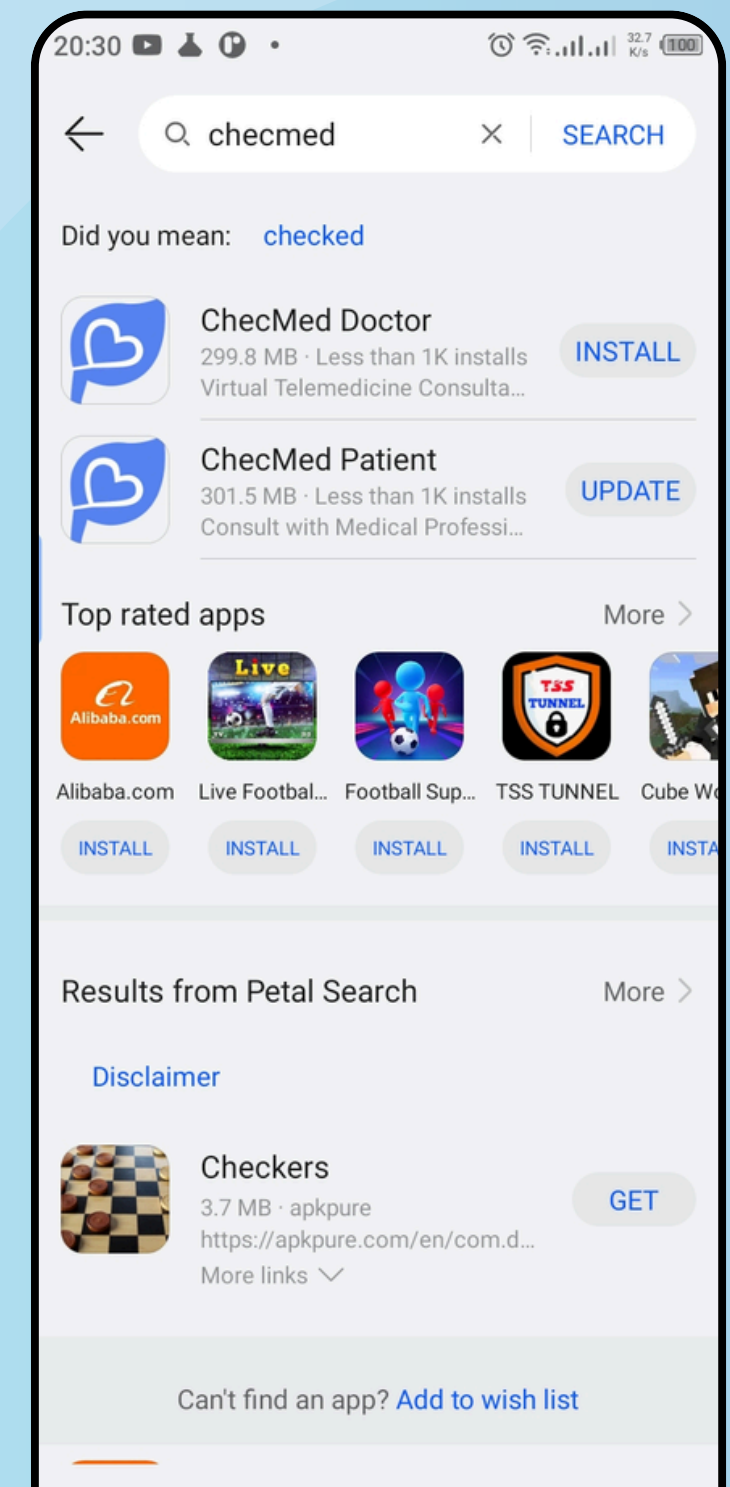 20:30
32.7
K/s
100
checmed
SEARCH
Did you mean: checked
ChecMed Doctor
299.8 MB · Less than 1K installs
Virtual Telemedicine Consulta...
INSTALL
ChecMed Patient
301.5 MB · Less than 1K installs
Consult with Medical Professi...
UPDATE
Top rated apps
More
Alibaba.com
Live
TSS
TUNNEL
Alibaba.com
Live Footbal...
Football Sup...
TSS TUNNEL
Cube Wo
INSTALL
INSTALL
INSTALL
INSTALL
INSTA
Results from Petal Search
More
Disclaimer
Checkers
3.7 MB · apkpure
https://apkpure.com/en/com.d...
More links
GET
Can't find an app? Add to wish list